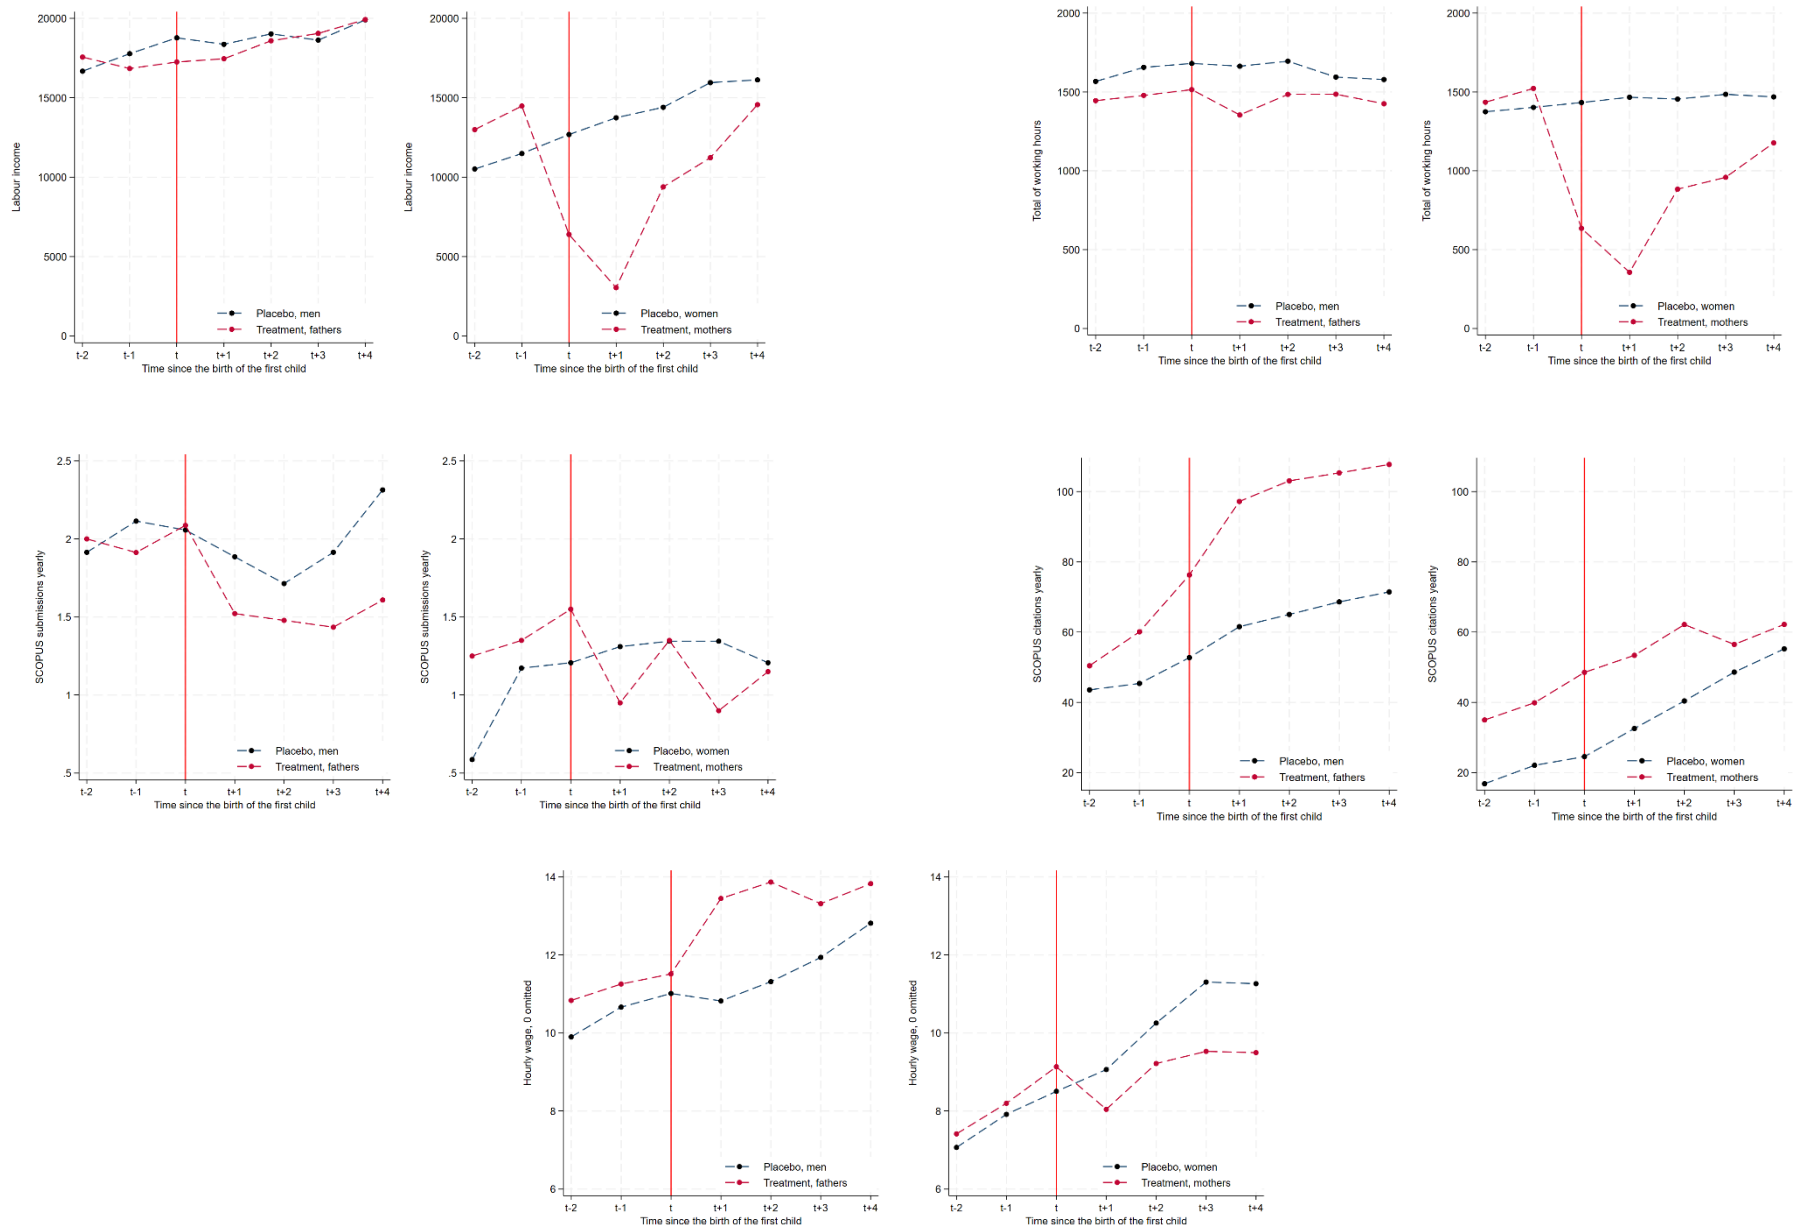 20000
15000
10000
5000
0
Labour income
t-2 t-1 t t+1 t+2 t+3 t+4
Time since the birth of the first child
Placebo, men
Treatment, fathers
20000
15000
10000
5000
0
Labour income
t-2 t-1 t t+1 t+2 t+3 t+4
Time since the birth of the first child
Placebo, women
Treatment, mothers
2000
1500
1000
500
0
Total of working hours
t-2 t-1 t t+1 t+2 t+3 t+4
Time since the birth of the first child
Placebo, men
Treatment, fathers
2000
1500
1000
500
0
Total of working hours
t-2 t-1 t t+1 t+2 t+3 t+4
Time since the birth of the first child
Placebo, women
Treatment, mothers
2.5
2
1.5
1
.5
SCOPUS submissions yearly
t-2 t-1 t t+1 t+2 t+3 t+4
Time since the birth of the first child
Placebo, men
Treatment, fathers
2.5
2
1.5
1
.5
SCOPUS submissions yearly
t-2 t-1 t t+1 t+2 t+3 t+4
Time since the birth of the first child
Placebo, women
Treatment, mothers
100
80
60
40
20
SCOPUS citations yearly
t-2 t-1 t t+1 t+2 t+3 t+4
Time since the birth of the first child
Placebo, men
Treatment, fathers
100
80
60
40
20
SCOPUS citations yearly
t-2 t-1 t t+1 t+2 t+3 t+4
Time since the birth of the first child
Placebo, women
Treatment, mothers
14
12
10
8
6
Hourly wage, 0 omitted
t-2 t-1 t t+1 t+2 t+3 t+4
Time since the birth of the first child
Placebo, men
Treatment, fathers
14
12
10
8
6
Hourly wage, 0 omitted
t-2 t-1 t t+1 t+2 t+3 t+4
Time since the birth of the first child
Placebo, women
Treatment, mothers